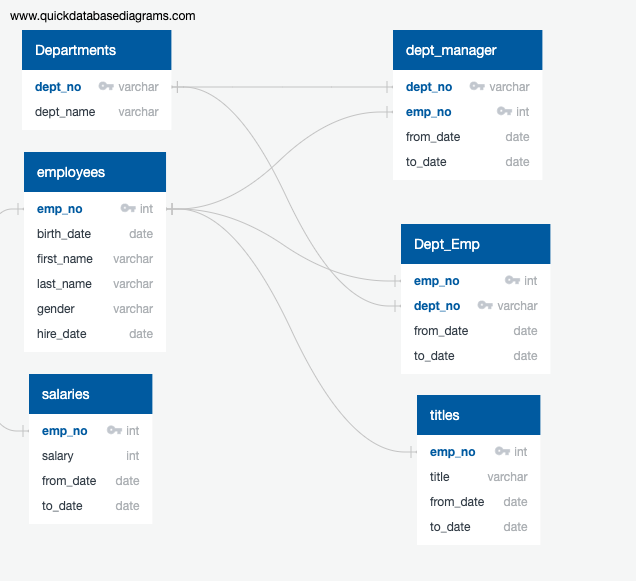 www.quickdatabasediagrams.com
Departments
dept_no varchar
dept_name varchar
employees
emp_no int
birth_date date
first_name varchar
last_name varchar
gender varchar
hire_date date
salaries
emp_no int
salary int
from_date date
to_date date
dept_manager
dept_no varchar
emp_no int
from_date date
to_date date
Dept_Emp
emp_no int
dept_no varchar
from_date date
to_date date
titles
emp_no int
title varchar
from_date date
to_date date